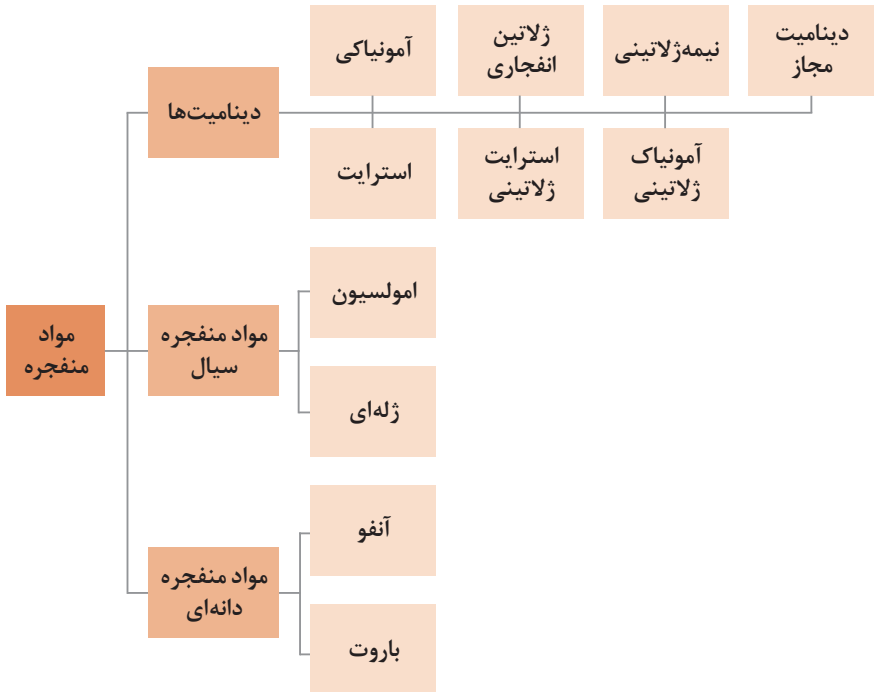 مواد
منفجره
دینامیت‌ها
آمونیاکی
ژلاتین
انفجاری
نیمه‌ژلاتینی
دینامیت
مجاز
استرایت
استرایت
ژلاتینی
آمونیاک
ژلاتینی
مواد منفجره
سیال
امولسیون
ژله‌ای
مواد منفجره
دانه‌ای
آنفو
باروت